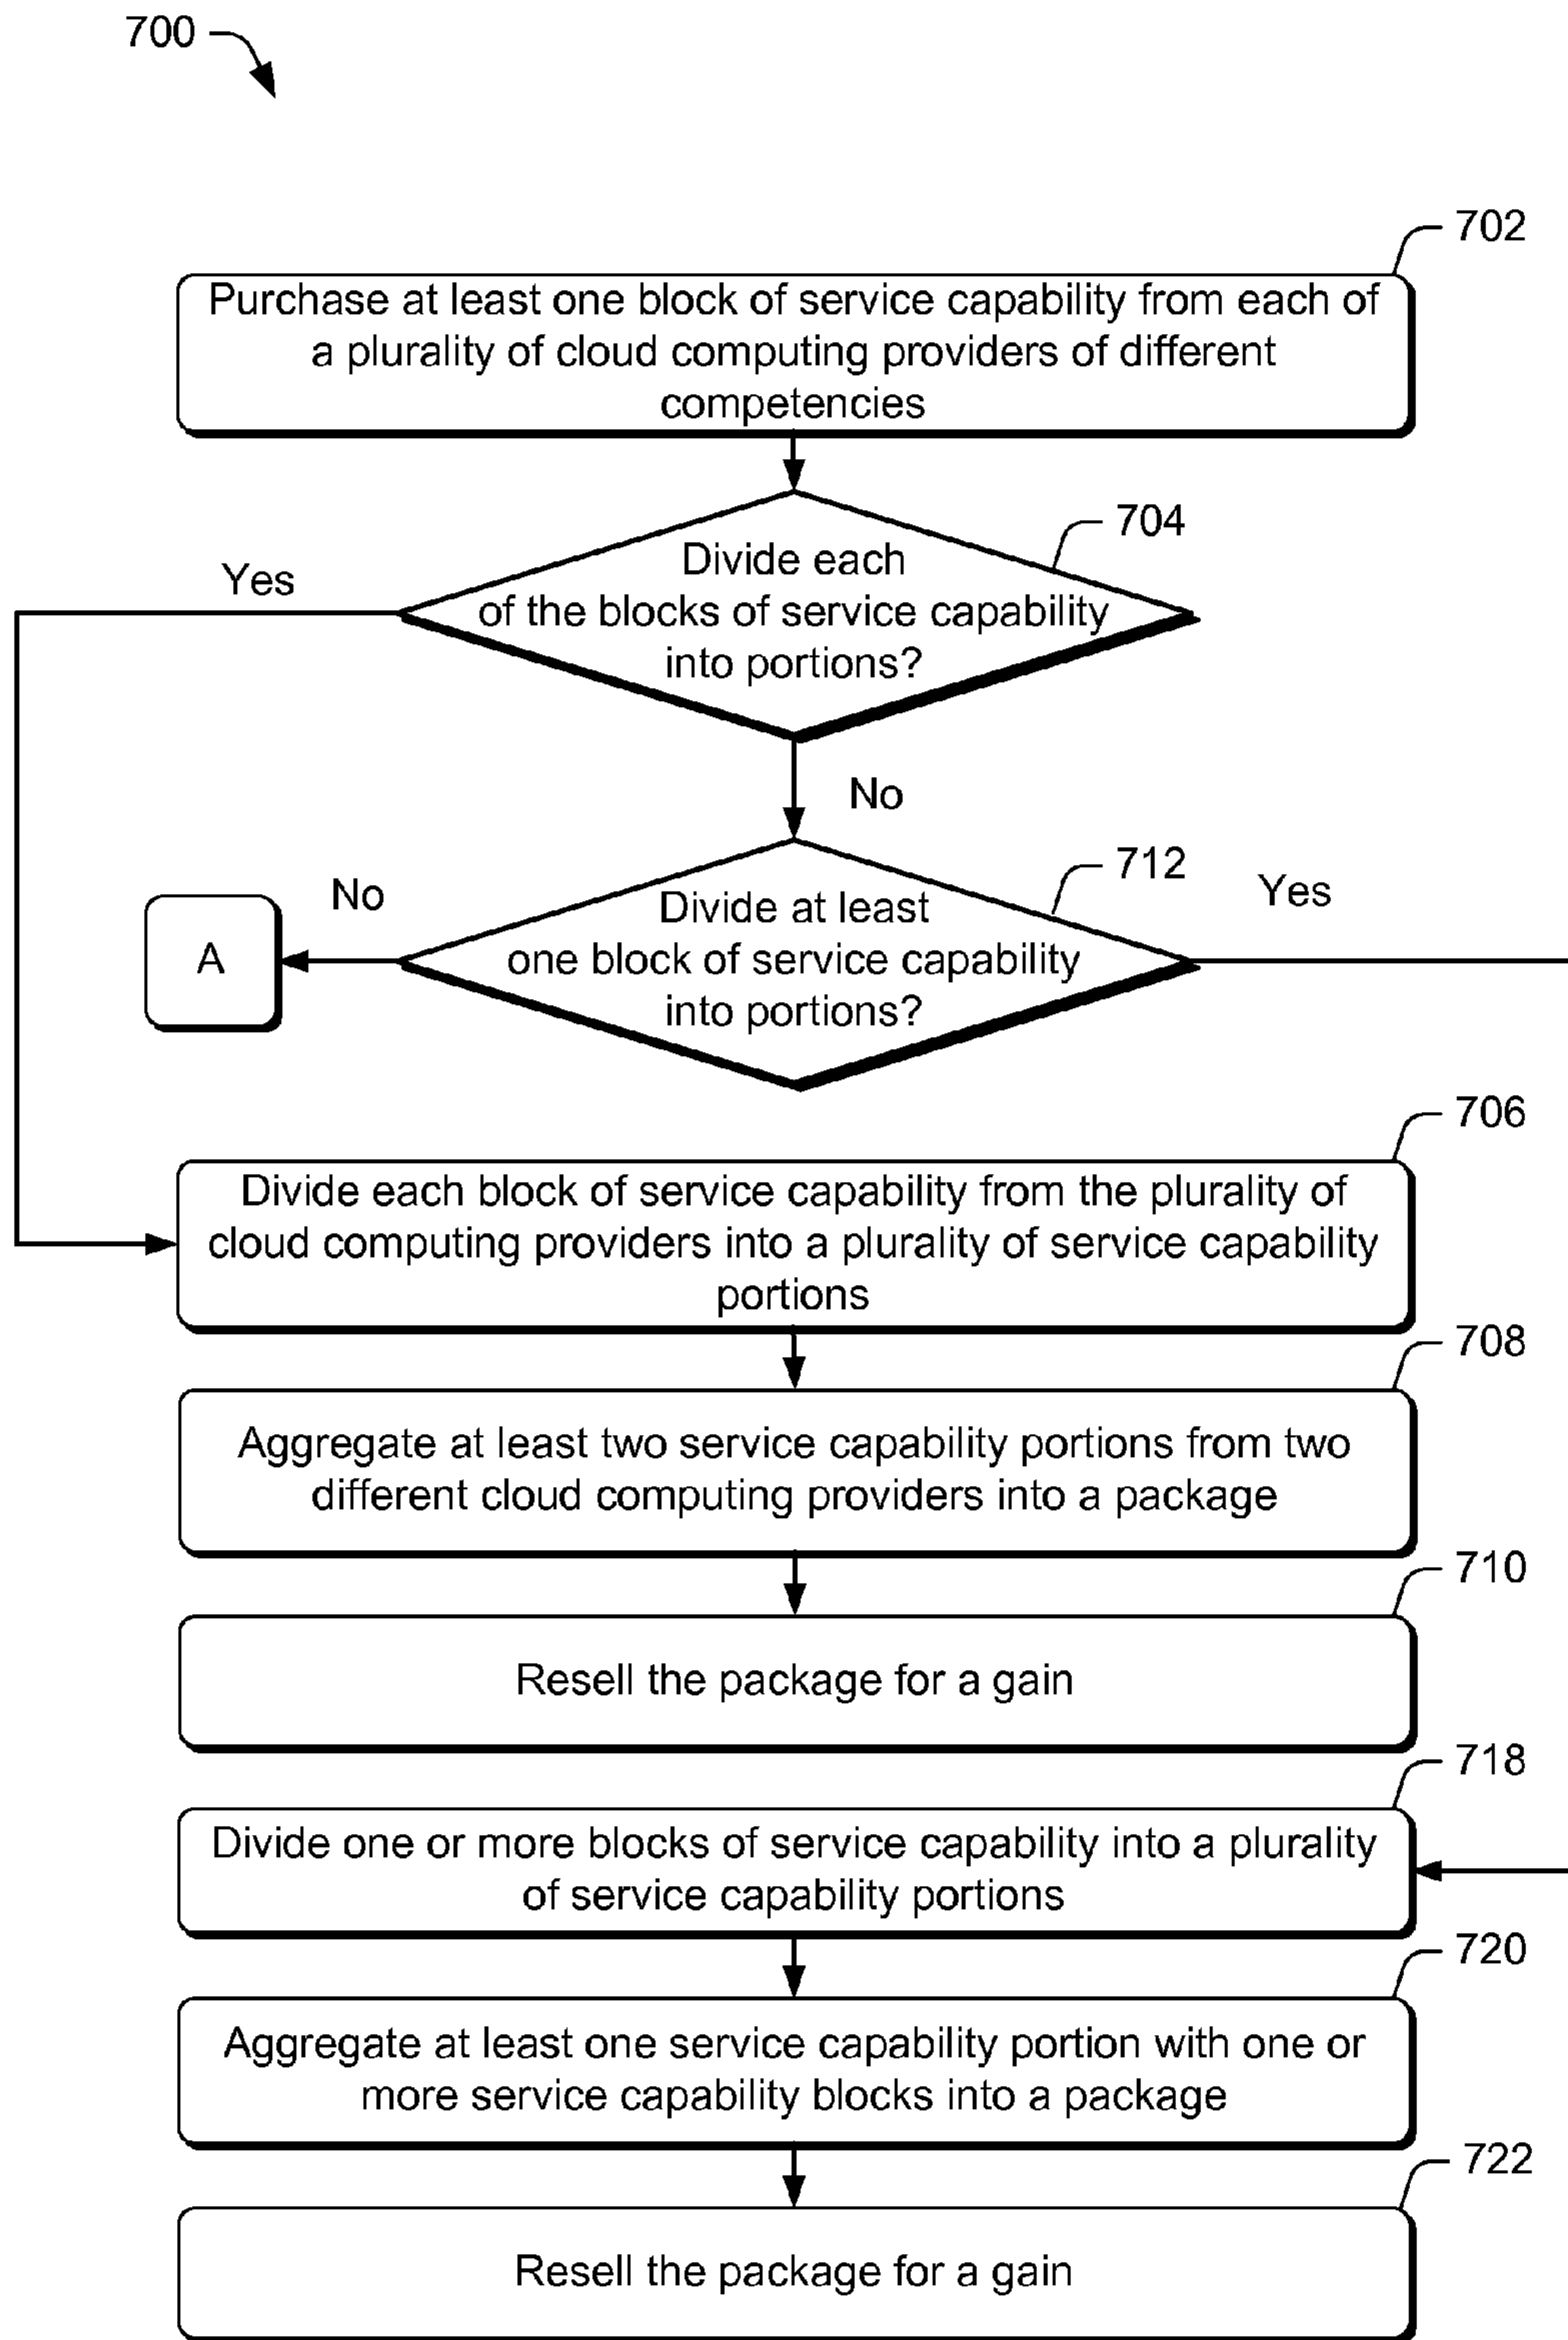 700
702
Purchase at least one block of service capability from each of
a plurality of cloud computing providers of different
competencies
704
Divide each
of the blocks of service capability
into portions?
Yes
No
712
Divide at least
one block of service capability
into portions?
No
Yes
A
706
Divide each block of service capability from the plurality of
cloud computing providers into a plurality of service capability
portions
708
Aggregate at least two service capability portions from two
different cloud computing providers into a package
710
Resell the package for a gain
718
Divide one or more blocks of service capability into a plurality
of service capability portions
720
Aggregate at least one service capability portion with one or
more service capability blocks into a package
722
Resell the package for a gain